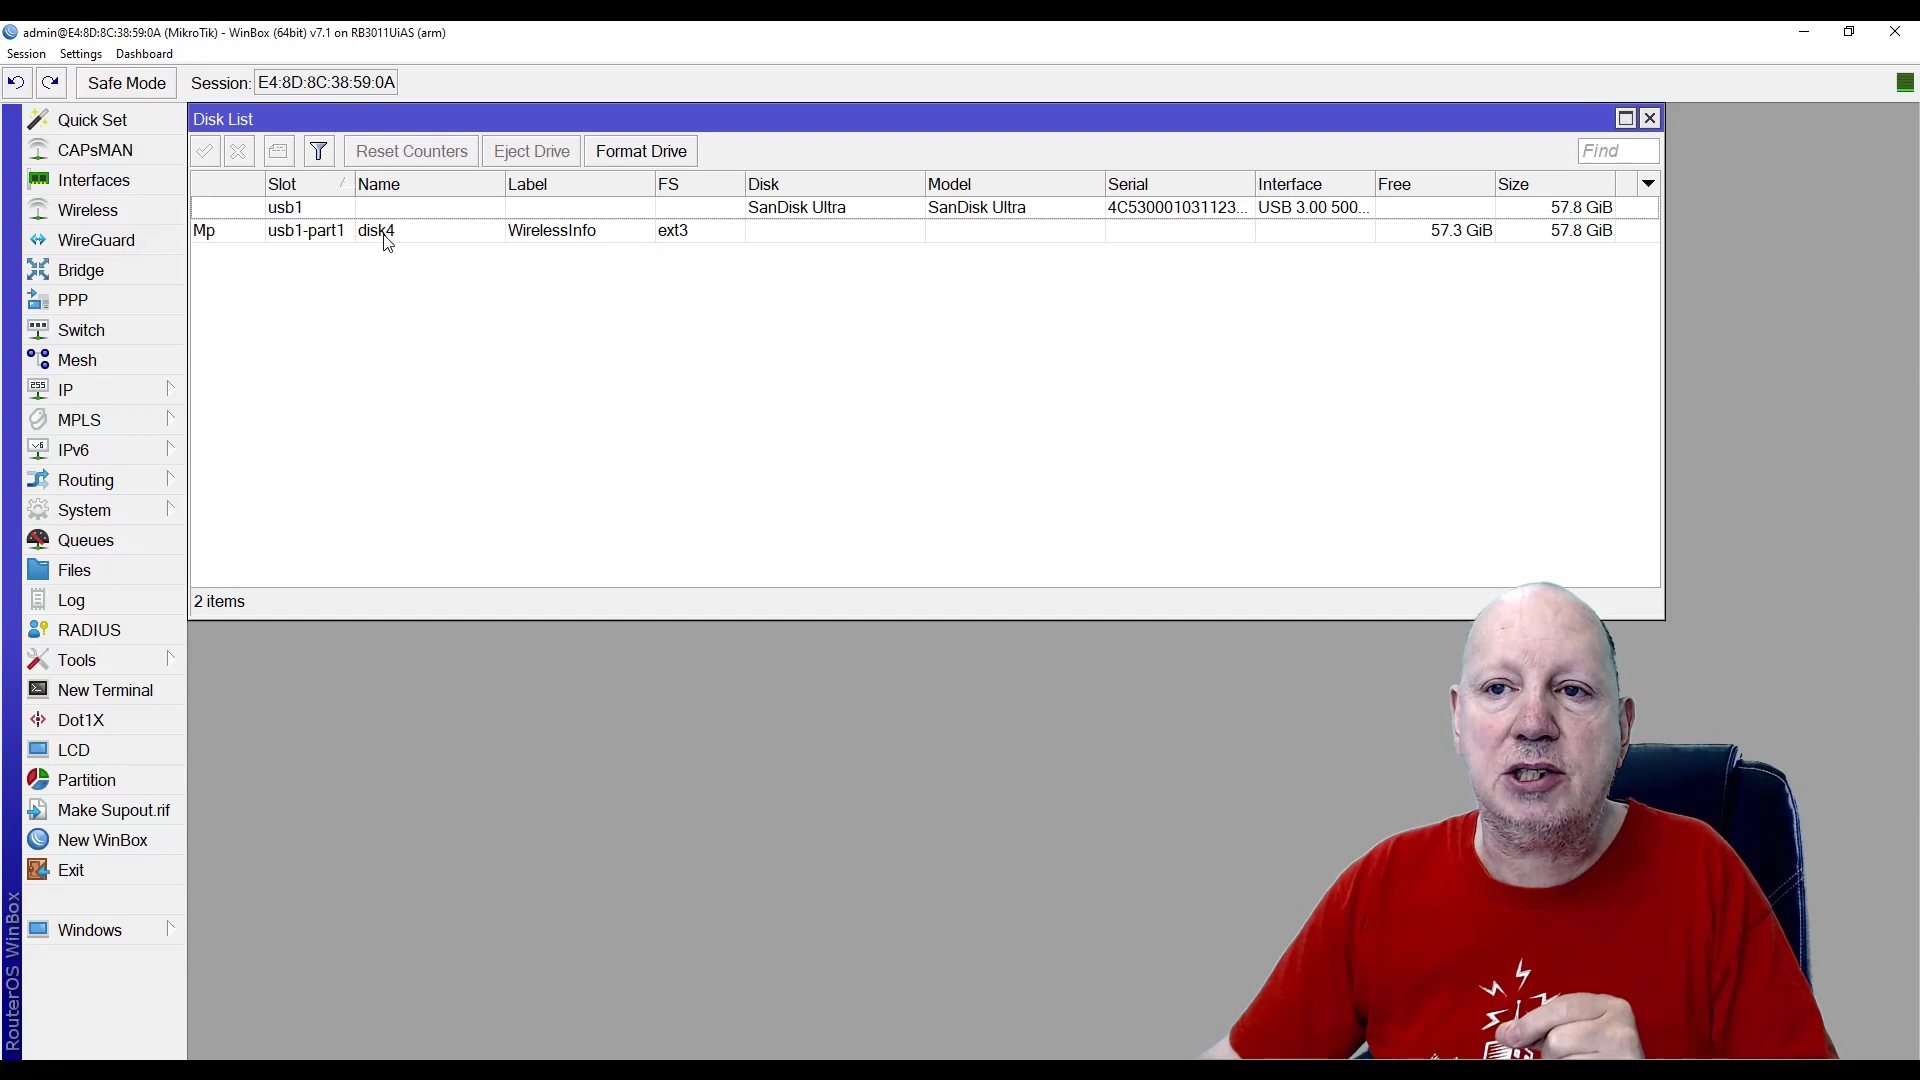 admin@E4:8D:8C:38:59:0A (MikroTik) - WinBox (64bit) v7.1 on RB3011UiAS (arm)
Session Settings Dashboard
Safe Mode Session: E4:8D:8C:38:59:0A
Disk List
Reset Counters Eject Drive Format Drive Find
Slot Name Label FS Disk Model Serial Interface Free Size
usb1 SanDisk Ultra SanDisk Ultra 4C530001031123... USB 3.00 500... 57.8 GiB
Mp usb1-part1 disk4 WirelessInfo ext3 57.3 GiB 57.8 GiB
2 items
Quick Set
CAPsMAN
Interfaces
Wireless
WireGuard
Bridge
PPP
Switch
Mesh
IP
MPLS
IPv6
Routing
System
Queues
Files
Log
RADIUS
Tools
New Terminal
Dot1X
LCD
Partition
Make Supout.rif
New WinBox
Exit
Windows
RouterOS WinBox